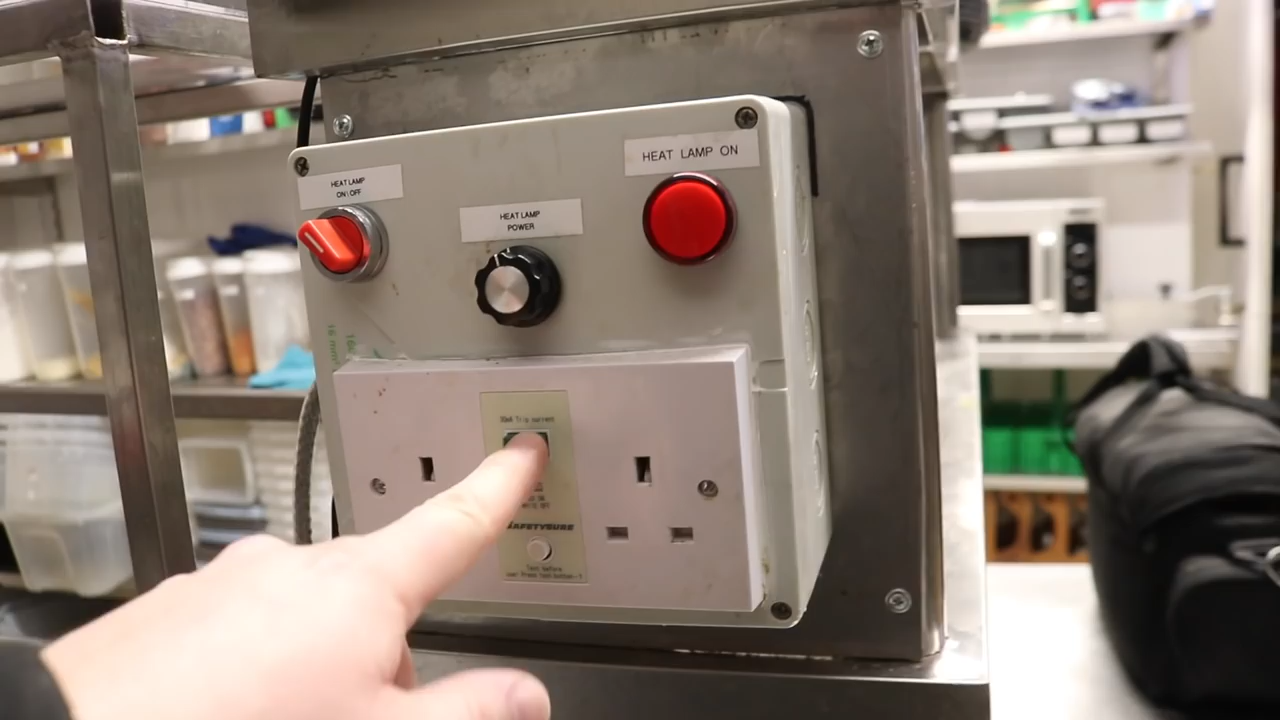 HEAT LAMP
ON\OFF
HEAT LAMP
POWER
HEAT LAMP ON
30mA Trip current
SAFETYSURE
Test before
use: Press test button-T